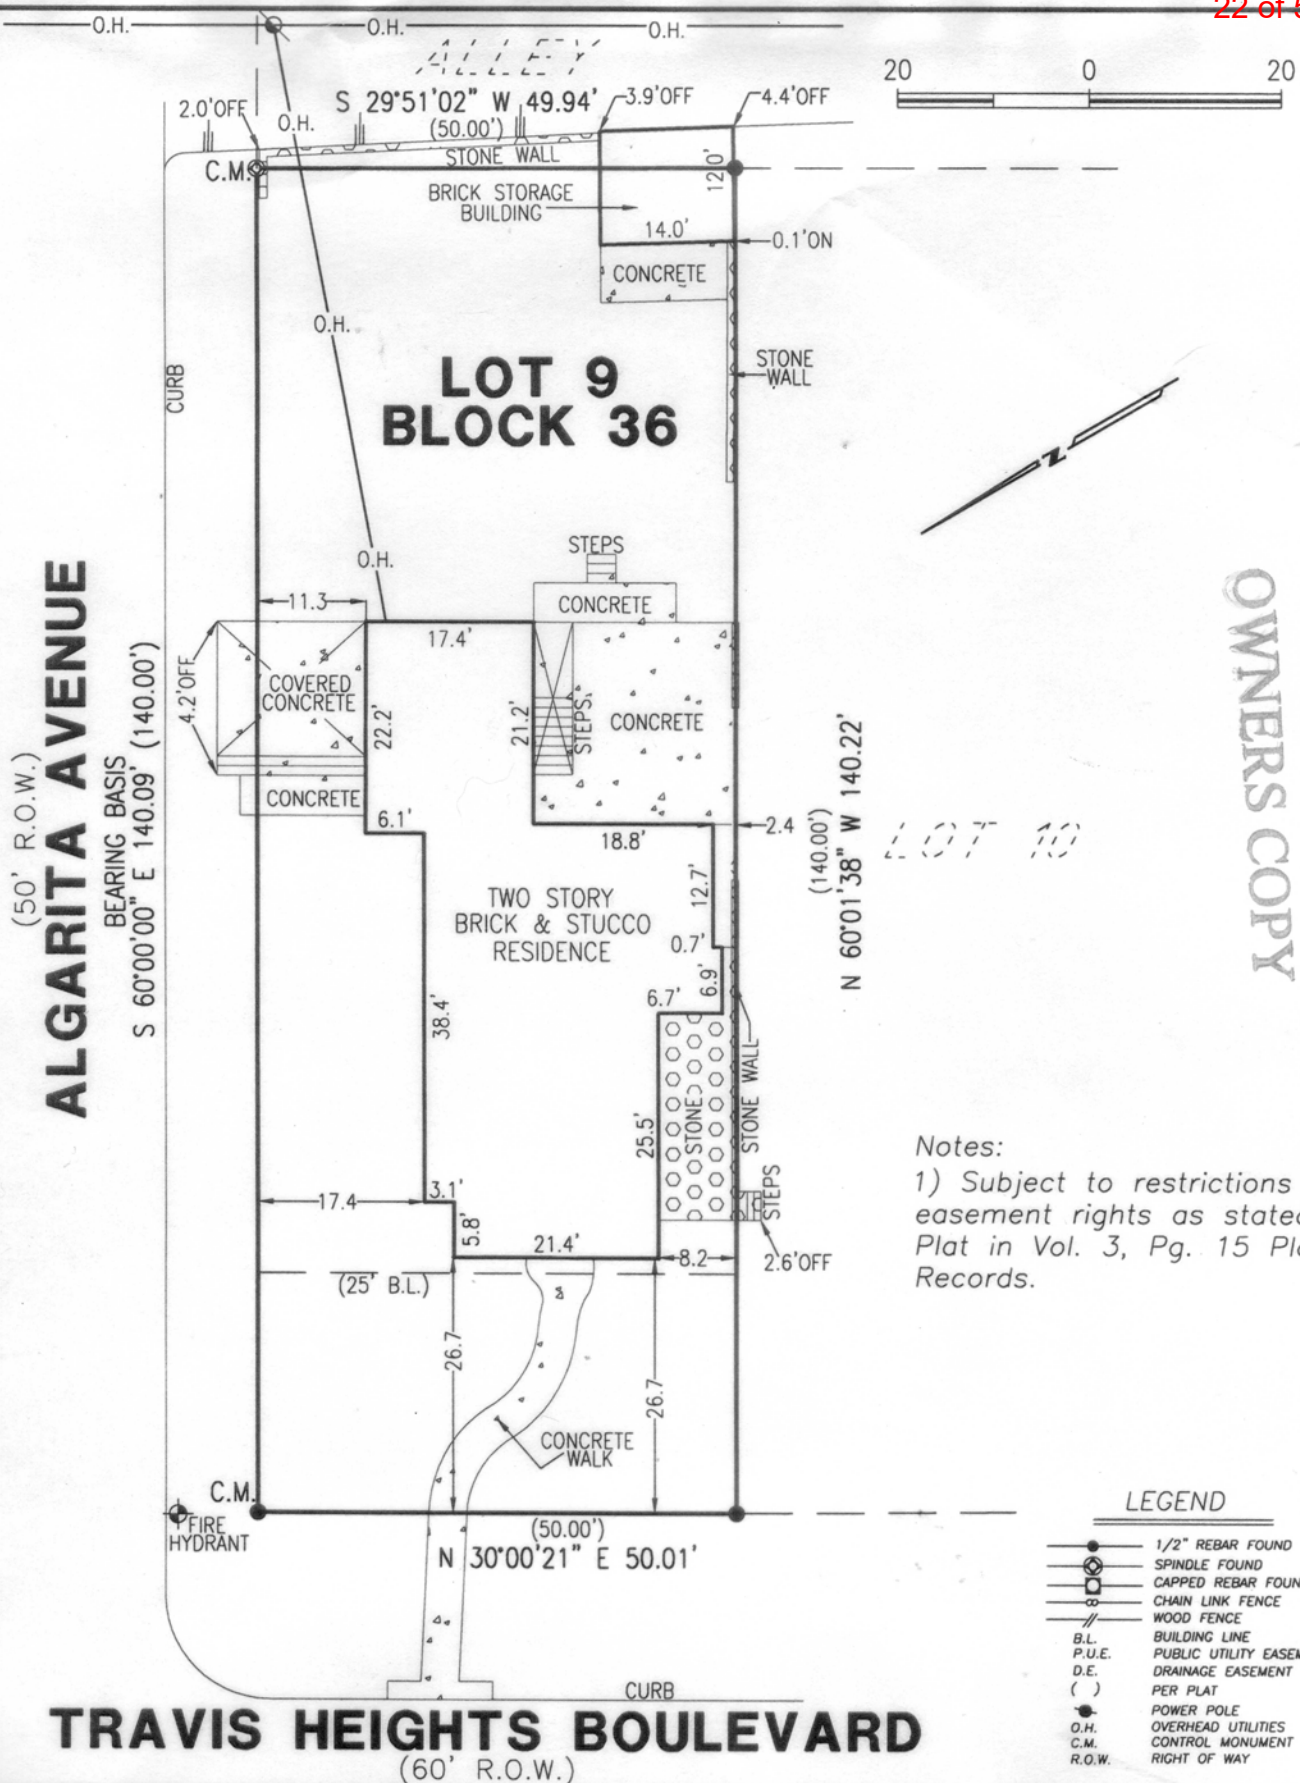 22 of 5
O.H.
O.H.
O.H.
ALLEY
20 0 20
2.0'OFF
S 29°51'02" W 49.94'
3.9'OFF
4.4'OFF
O.H.
(50.00')
STONE WALL
C.M.
BRICK STORAGE
BUILDING
12.0'
14.0'
0.1'ON
CONCRETE
O.H.
STONE
WALL
LOT 9
BLOCK 36
CURB
N
O.H.
STEPS
CONCRETE
11.3
17.4'
4.2'OFF
COVERED
CONCRETE
22.2'
21.2'
STEPS
CONCRETE
CONCRETE
6.1'
18.8'
2.4
(50' R.O.W.)
ALGARITA AVENUE
BEARING BASIS
S 60°00'00" E 140.09' (140.00')
(140.00')
N 60°01'38" W 140.22'
LOT 10
OWNERS COPY
TWO STORY
BRICK & STUCCO
RESIDENCE
12.7'
0.7'
6.9'
6.7'
38.4'
25.5'
STONE
STONE WALL
STEPS
17.4
3.1'
5.8'
21.4'
8.2
2.6'OFF
(25' B.L.)
26.7
26.7
CONCRETE
WALK
Notes:
1) Subject to restrictions
easement rights as stated
Plat in Vol. 3, Pg. 15 Pla
Records.
C.M.
FIRE
HYDRANT
(50.00')
N 30°00'21" E 50.01'
CURB
TRAVIS HEIGHTS BOULEVARD
(60' R.O.W.)
LEGEND
1/2" REBAR FOUND
SPINDLE FOUND
CAPPED REBAR FOUN
CHAIN LINK FENCE
WOOD FENCE
B.L. BUILDING LINE
P.U.E. PUBLIC UTILITY EASEM
D.E. DRAINAGE EASEMENT
( ) PER PLAT
POWER POLE
O.H. OVERHEAD UTILITIES
C.M. CONTROL MONUMENT
R.O.W. RIGHT OF WAY